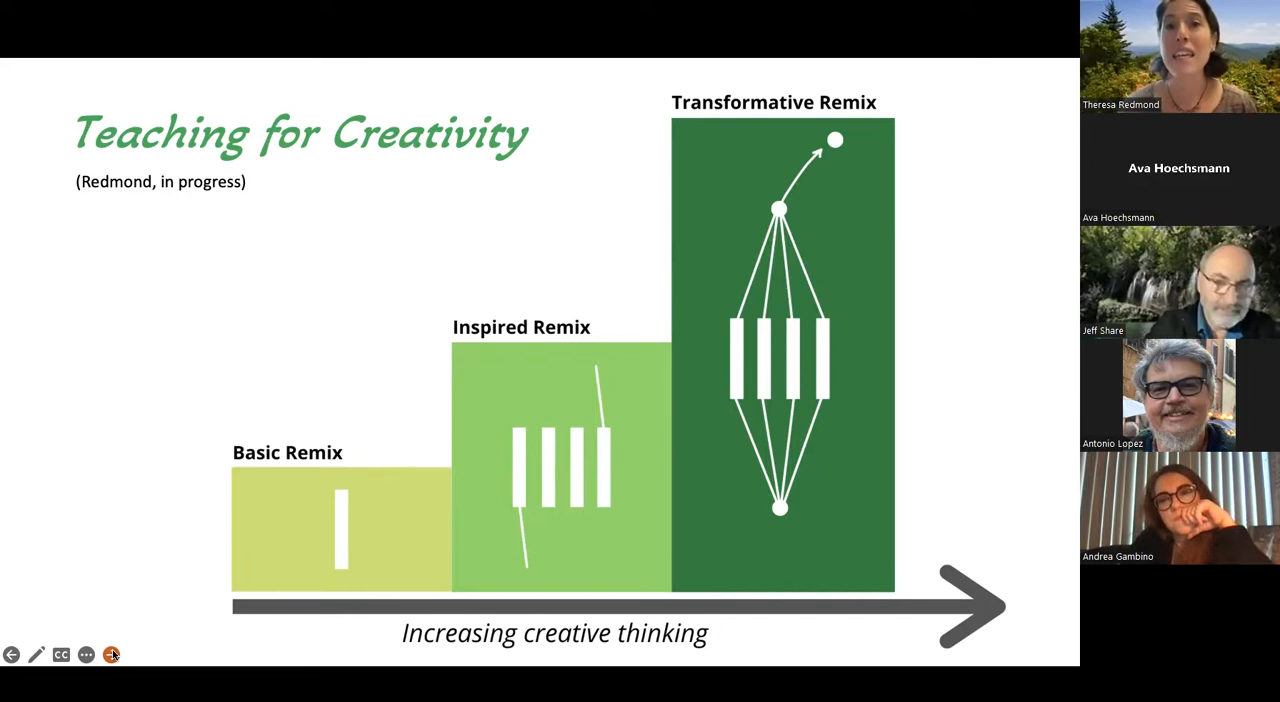 Teaching for Creativity
(Redmond, in progress)
Transformative Remix
Inspired Remix
Basic Remix
Increasing creative thinking
CC
Theresa Redmond
Ava Hoechsmann
Ava Hoechsmann
Jeff Share
Antonio Lopez
Andrea Gambino